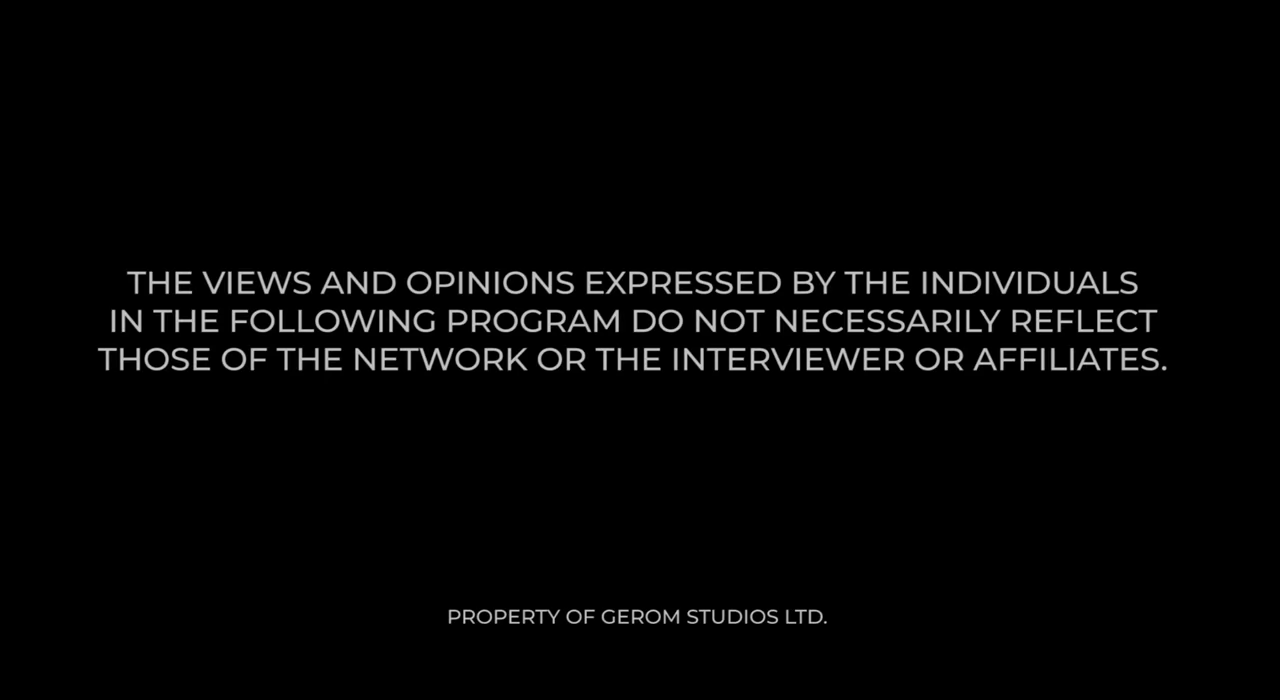 THE VIEWS AND OPINIONS EXPRESSED BY THE INDIVIDUALS
IN THE FOLLOWING PROGRAM DO NOT NECESSARILY REFLECT
THOSE OF THE NETWORK OR THE INTERVIEWER OR AFFILIATES.
PROPERTY OF GEROM STUDIOS LTD.